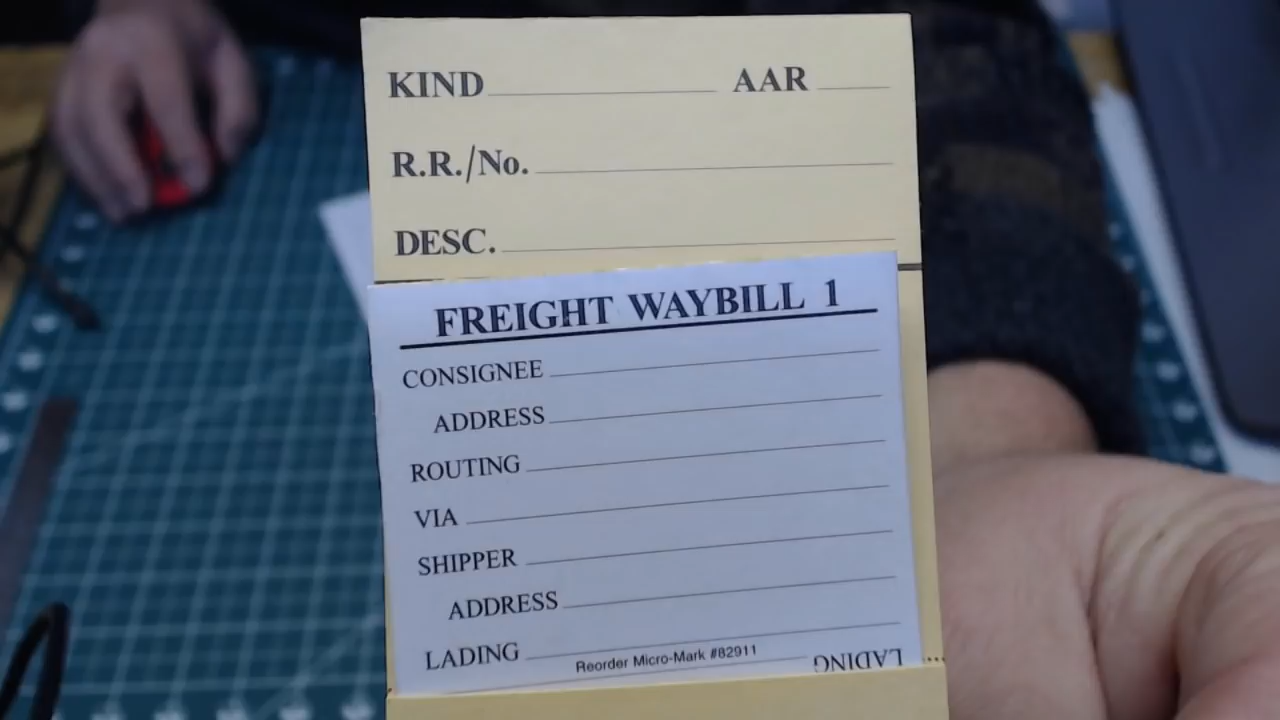 KIND AAR
R.R./No.
DESC.
FREIGHT WAYBILL 1
CONSIGNEE
ADDRESS
ROUTING
VIA
SHIPPER
ADDRESS
LADING
Reorder Micro-Mark #82911
LADING